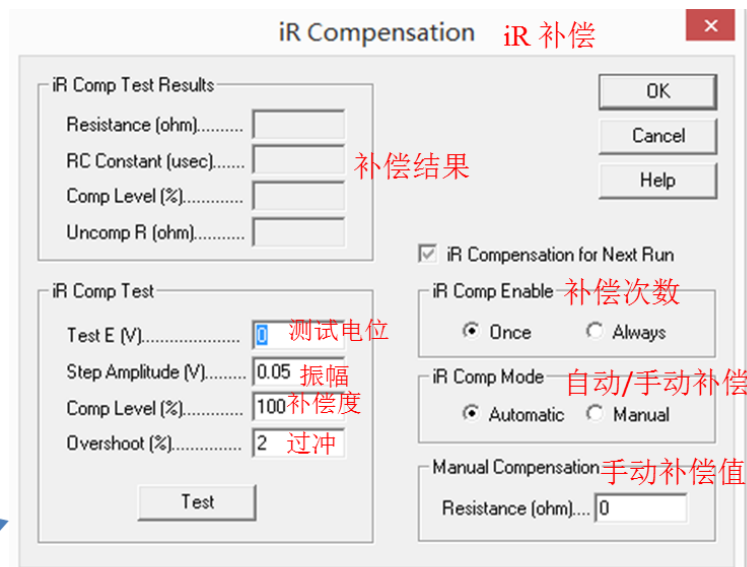 iR Compensation iR 补偿
iR Comp Test Results
Resistance (ohm)..........
RC Constant (usec).......
Comp Level (%).............
Uncomp R (ohm)...........
补偿结果
OK
Cancel
Help
iR Compensation for Next Run
iR Comp Test
Test E (V)...................... 0 测试电位
Step Amplitude (V)......... 0.05 振幅
Comp Level (%)............. 100 补偿度
Overshoot (%)............... 2 过冲
Test
iR Comp Enable 补偿次数
Once Always
iR Comp Mode 自动/手动补偿
Automatic Manual
Manual Compensation 手动补偿值
Resistance (ohm).... 0